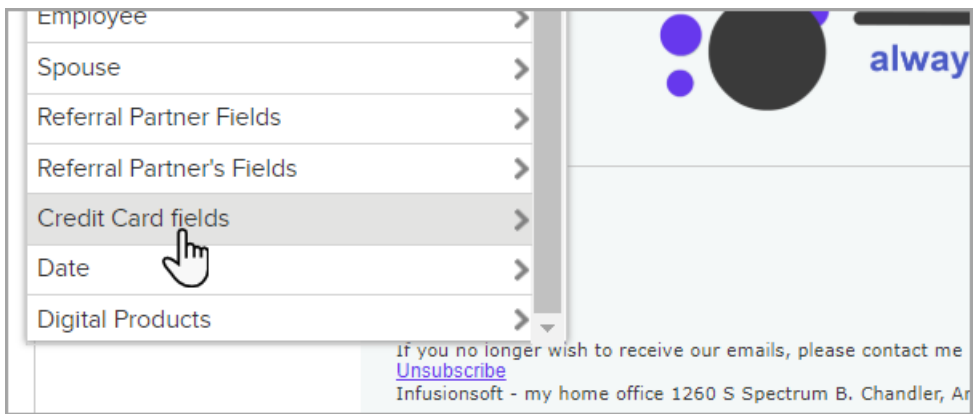 Employee
Spouse
Referral Partner Fields
Referral Partner's Fields
Credit Card fields
Date
Digital Products
alway
If you no longer wish to receive our emails, please contact me
Unsubscribe
Infusionsoft - my home office 1260 S Spectrum B. Chandler, Ar